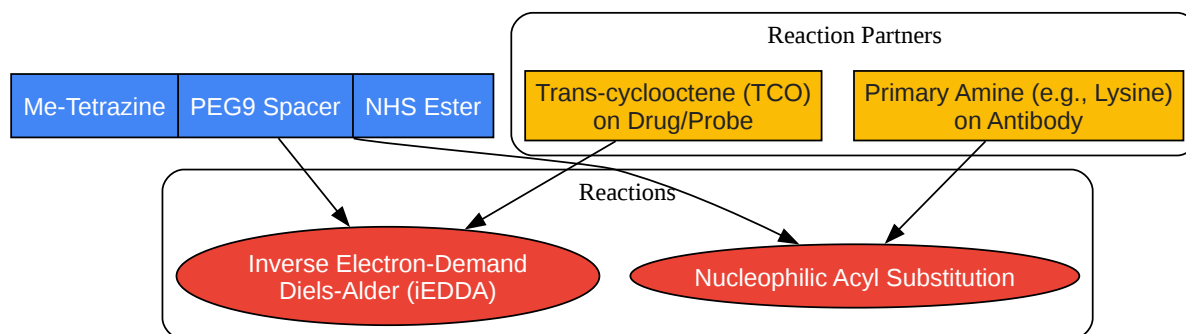 Reaction Partners
Me-Tetrazine
PEG9 Spacer
NHS Ester
Trans-cyclooctene (TCO)
on Drug/Probe
Primary Amine (e.g., Lysine)
on Antibody
Reactions
Inverse Electron-Demand
Diels-Alder (iEDDA)
Nucleophilic Acyl Substitution